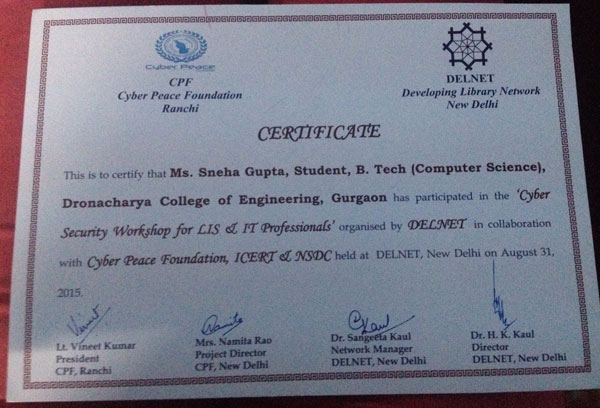 Cyber Peace
CPF
Cyber Peace Foundation
Ranchi
DELNET
Developing Library Network
New Delhi
CERTIFICATE
This is to certify that Ms. Sneha Gupta, Student, B. Tech (Computer Science),
Dronacharya College of Engineering, Gurgaon has participated in the 'Cyber
Security Workshop for LIS & IT Professionals' organised by DELNET in collaboration
with Cyber Peace Foundation, ICERT & NSDC held at DELNET, New Delhi on August 31,
2015.
Vineet
Namita
Kaul
Lt. Vineet Kumar
President
CPF, Ranchi
Mrs. Namita Rao
Project Director
CPF, New Delhi
Dr. Sangeeta Kaul
Network Manager
DELNET, New Delhi
Dr. H. K. Kaul
Director
DELNET, New Delhi